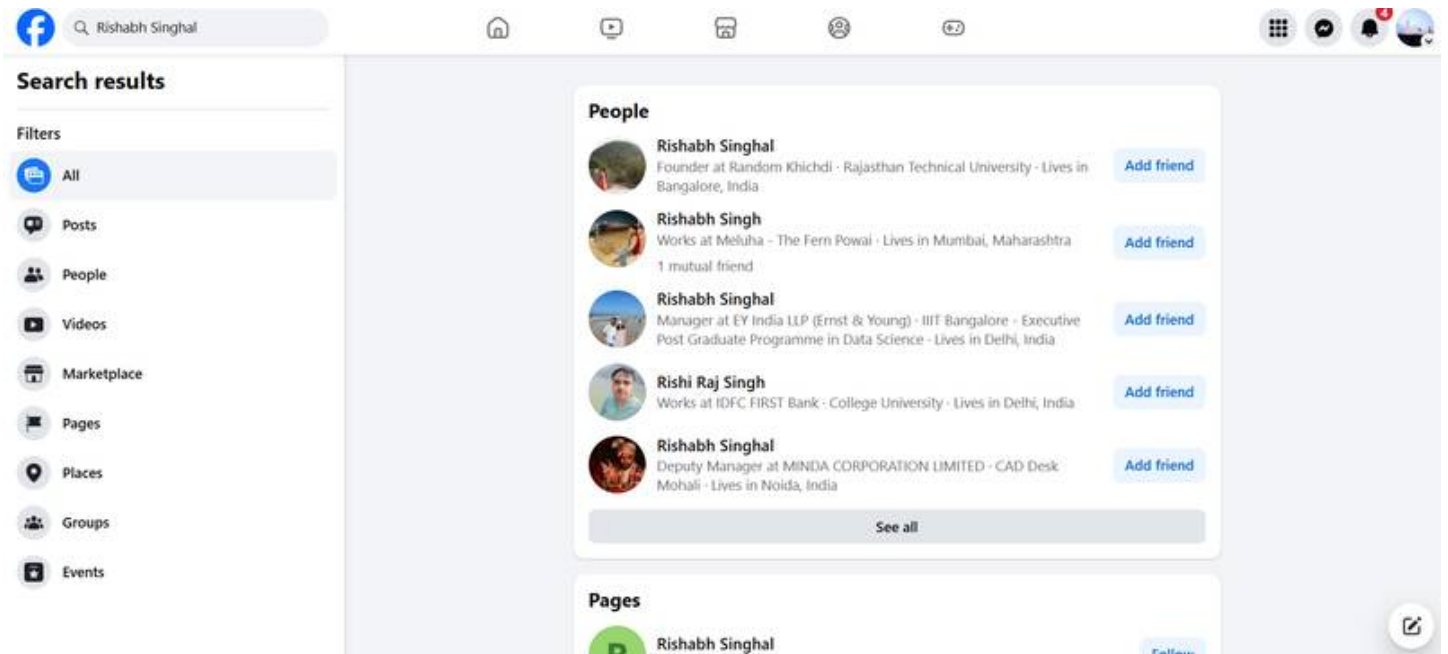 Rishabh Singhal
4
Search results
Filters
All
Posts
People
Videos
Marketplace
Pages
Places
Groups
Events
People
Rishabh Singhal
Founder at Random Khichdi · Rajasthan Technical University · Lives in
Bangalore, India
Add friend
Rishabh Singh
Works at Meluha - The Fern Powai · Lives in Mumbai, Maharashtra
1 mutual friend
Add friend
Rishabh Singhal
Manager at EY India LLP (Ernst & Young) · IIIT Bangalore - Executive
Post Graduate Programme in Data Science · Lives in Delhi, India
Add friend
Rishi Raj Singh
Works at IDFC FIRST Bank · College University · Lives in Delhi, India
Add friend
Rishabh Singhal
Deputy Manager at MINDA CORPORATION LIMITED · CAD Desk
Mohali · Lives in Noida, India
Add friend
See all
Pages
R
Rishabh Singhal
Follow